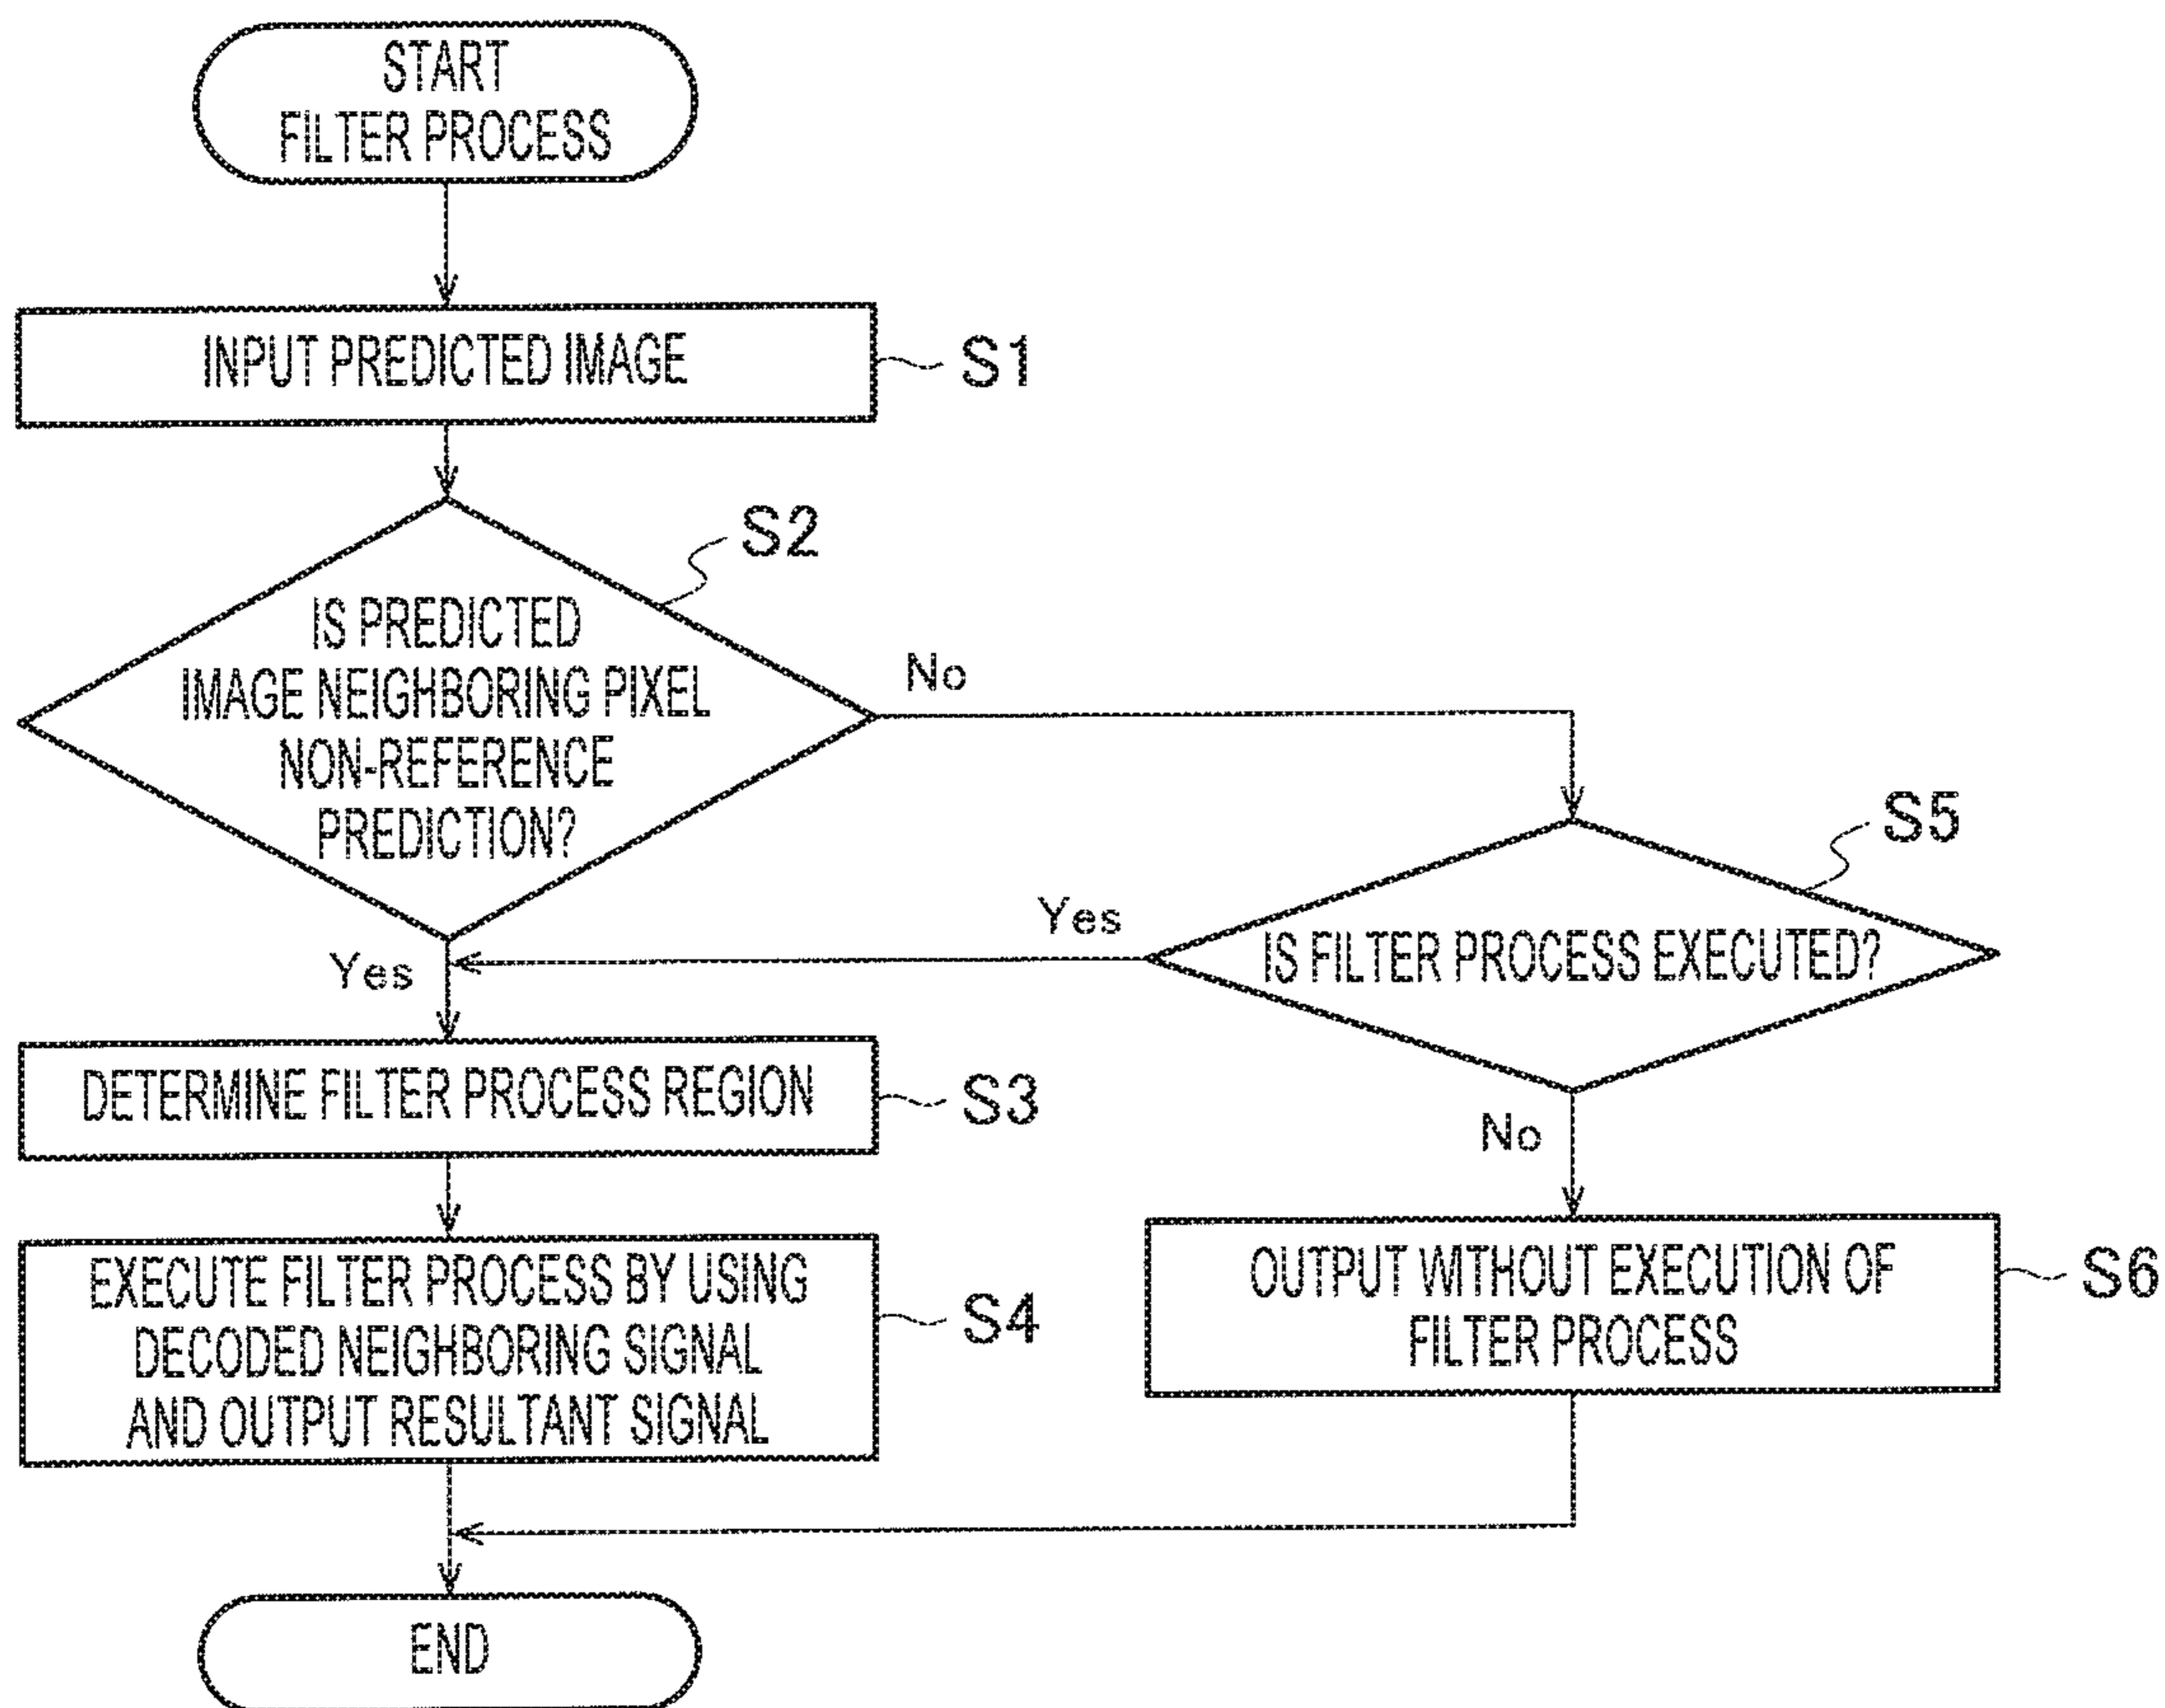 START
FILTER PROCESS
INPUT PREDICTED IMAGE
S1
S2
IS PREDICTED
IMAGE NEIGHBORING PIXEL
NON-REFERENCE
PREDICTION?
No
Yes
S5
IS FILTER PROCESS EXECUTED?
Yes
No
DETERMINE FILTER PROCESS REGION
S3
EXECUTE FILTER PROCESS BY USING
DECODED NEIGHBORING SIGNAL
AND OUTPUT RESULTANT SIGNAL
S4
OUTPUT WITHOUT EXECUTION OF
FILTER PROCESS
S6
END